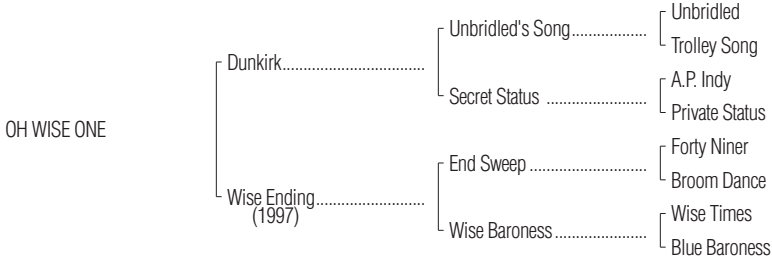 Unbridled
Unbridled's Song..................
Trolley Song
Dunkirk.................................
A.P. Indy
Secret Status ........................
Private Status
OH WISE ONE
Forty Niner
End Sweep ............................
Broom Dance
Wise Ending.........................
(1997)
Wise Times
Wise Baroness......................
Blue Baroness